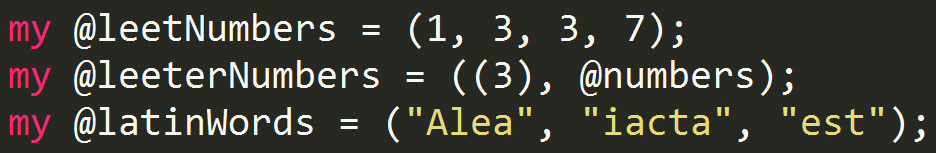 my @leetNumbers = (1, 3, 3, 7);
my @leeterNumbers = ((3), @numbers);
my @latinWords = ("Alea", "iacta", "est");